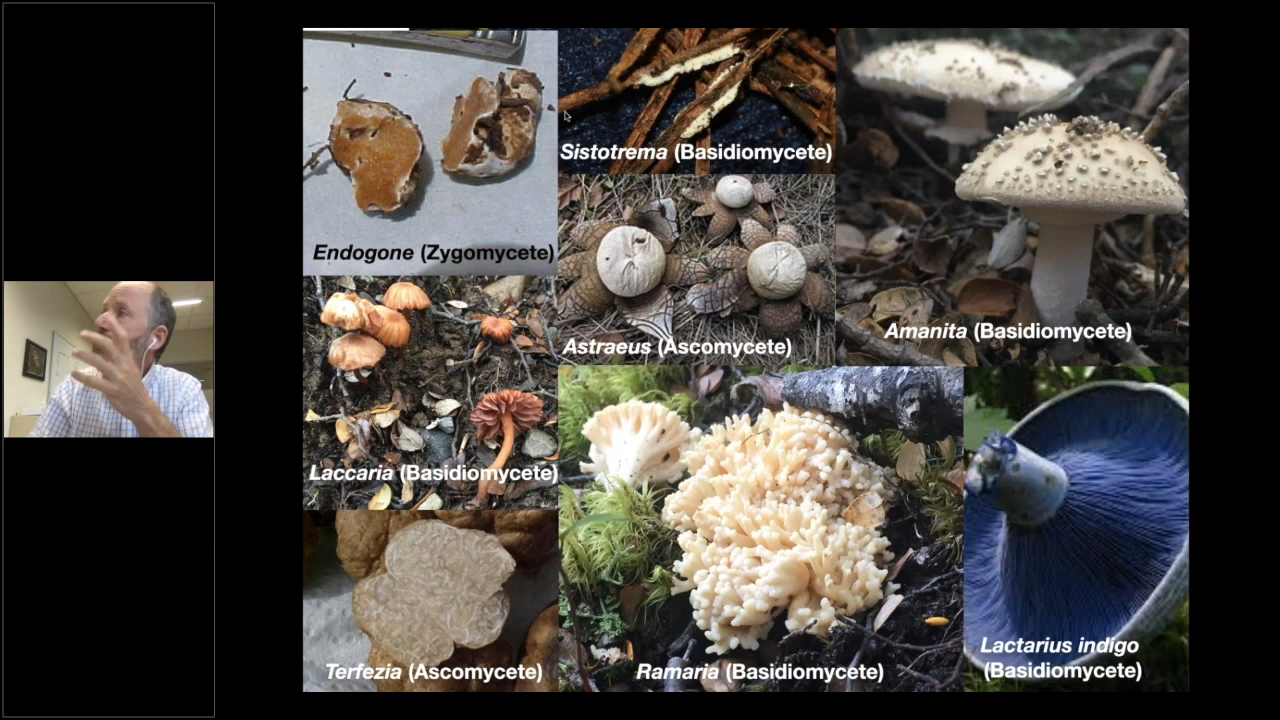 Sistotrema (Basidiomycete)
Endogone (Zygomycete)
Amanita (Basidiomycete)
Astraeus (Ascomycete)
Laccaria (Basidiomycete)
Lactarius indigo
(Basidiomycete)
Terfezia (Ascomycete)
Ramaria (Basidiomycete)